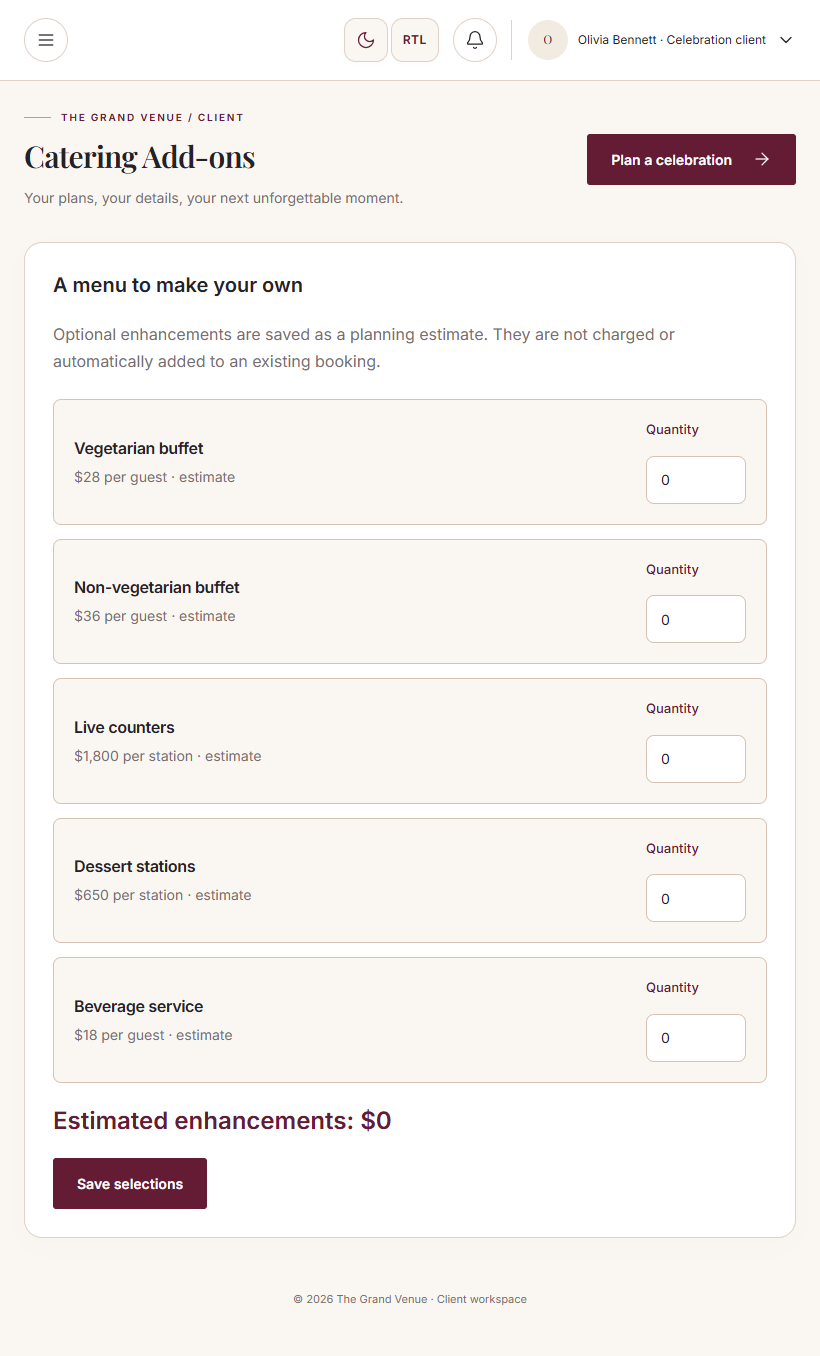 RTL
O
Olivia Bennett · Celebration client
THE GRAND VENUE / CLIENT
Catering Add-ons
Plan a celebration
Your plans, your details, your next unforgettable moment.
A menu to make your own
Optional enhancements are saved as a planning estimate. They are not charged or
automatically added to an existing booking.
Vegetarian buffet
$28 per guest · estimate
Quantity
0
Non-vegetarian buffet
$36 per guest · estimate
Quantity
0
Live counters
$1,800 per station · estimate
Quantity
0
Dessert stations
$650 per station · estimate
Quantity
0
Beverage service
$18 per guest · estimate
Quantity
0
Estimated enhancements: $0
Save selections
© 2026 The Grand Venue · Client workspace